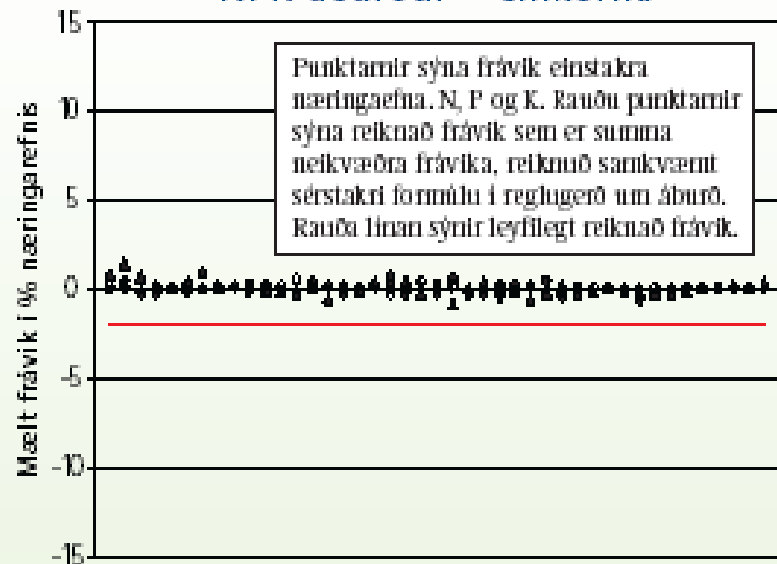 15
Punktarnir sýna frávik einstakra
næringaefna. N, P og K. Rauðu punktarnir
sýna reiknað frávik sem er summa
neikvæðra frávika, reiknuð samkvæmt
sérstakri formúlu í reglugerð um áburð.
Rauða línan sýnir leyfilegt reiknað frávik.
10
5
0
-5
-10
-15
Mælt frávik í % næringarefnis